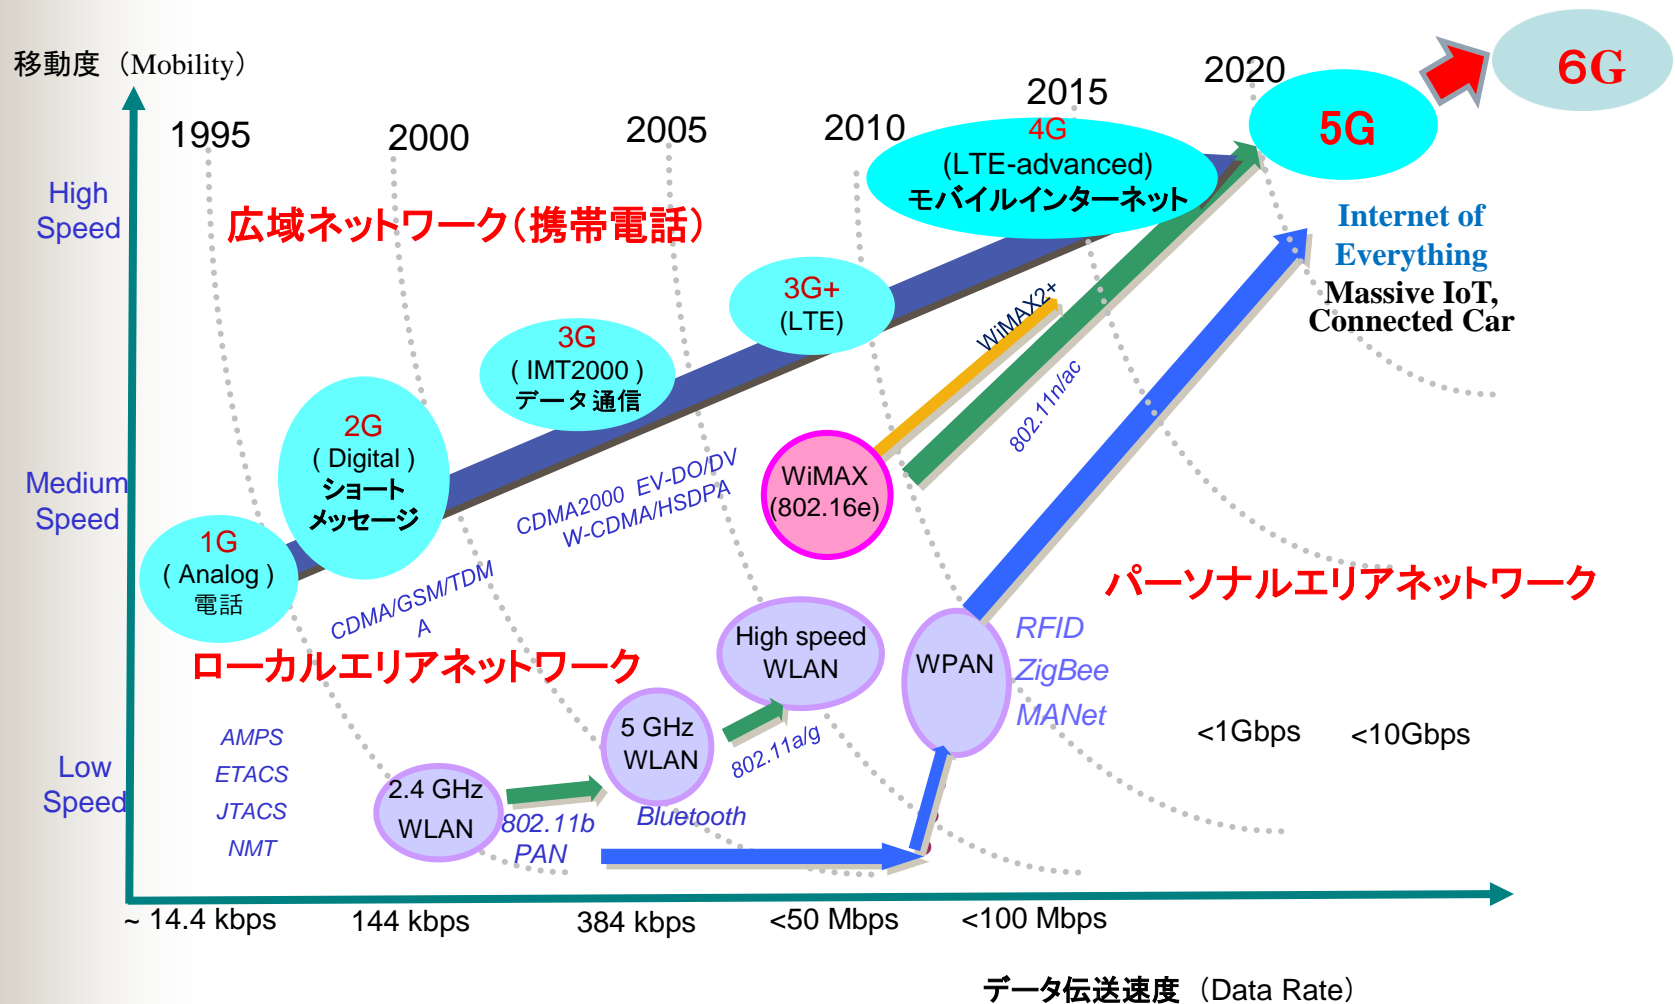 移動度（Mobility）
1995
2000
2005
2010
2015
2020
6G
5G
4G
(LTE-advanced)
モバイルインターネット
High
Speed
広域ネットワーク（携帯電話）
Internet of
Everything
Massive IoT,
Connected Car
3G+
(LTE)
WiMAX2+
3G
( IMT2000 )
データ通信
802.11n/ac
2G
( Digital )
ショート
メッセージ
Medium
Speed
CDMA2000 EV-DO/DV
W-CDMA/HSDPA
WiMAX
(802.16e)
1G
( Analog )
電話
CDMA/GSM/TDM
A
パーソナルエリアネットワーク
ローカルエリアネットワーク
High speed
WLAN
WPAN
RFID
ZigBee
MANet
5 GHz
WLAN
802.11a/g
<1Gbps
<10Gbps
AMPS
ETACS
JTACS
NMT
Low
Speed
2.4 GHz
WLAN
802.11b
PAN
Bluetooth
~ 14.4 kbps
144 kbps
384 kbps
<50 Mbps
<100 Mbps
データ伝送速度（Data Rate）